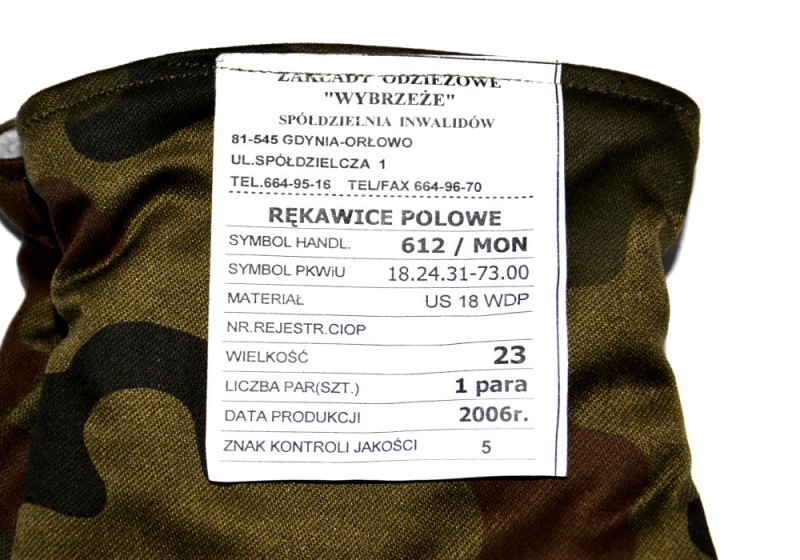 ZAKŁADY ODZIEŻOWE
"WYBRZEŻE"
SPÓŁDZIELNIA INWALIDÓW
81-545 GDYNIA-ORŁOWO
UL.SPÓŁDZIELCZA 1
TEL.664-95-16 TEL/FAX 664-96-70
RĘKAWICE POLOWE
SYMBOL HANDL. 612 / MON
SYMBOL PKWiU 18.24.31-73.00
MATERIAŁ US 18 WDP
NR.REJESTR.CIOP
WIELKOŚĆ 23
LICZBA PAR(SZT.) 1 para
DATA PRODUKCJI 2006r.
ZNAK KONTROLI JAKOŚCI 5